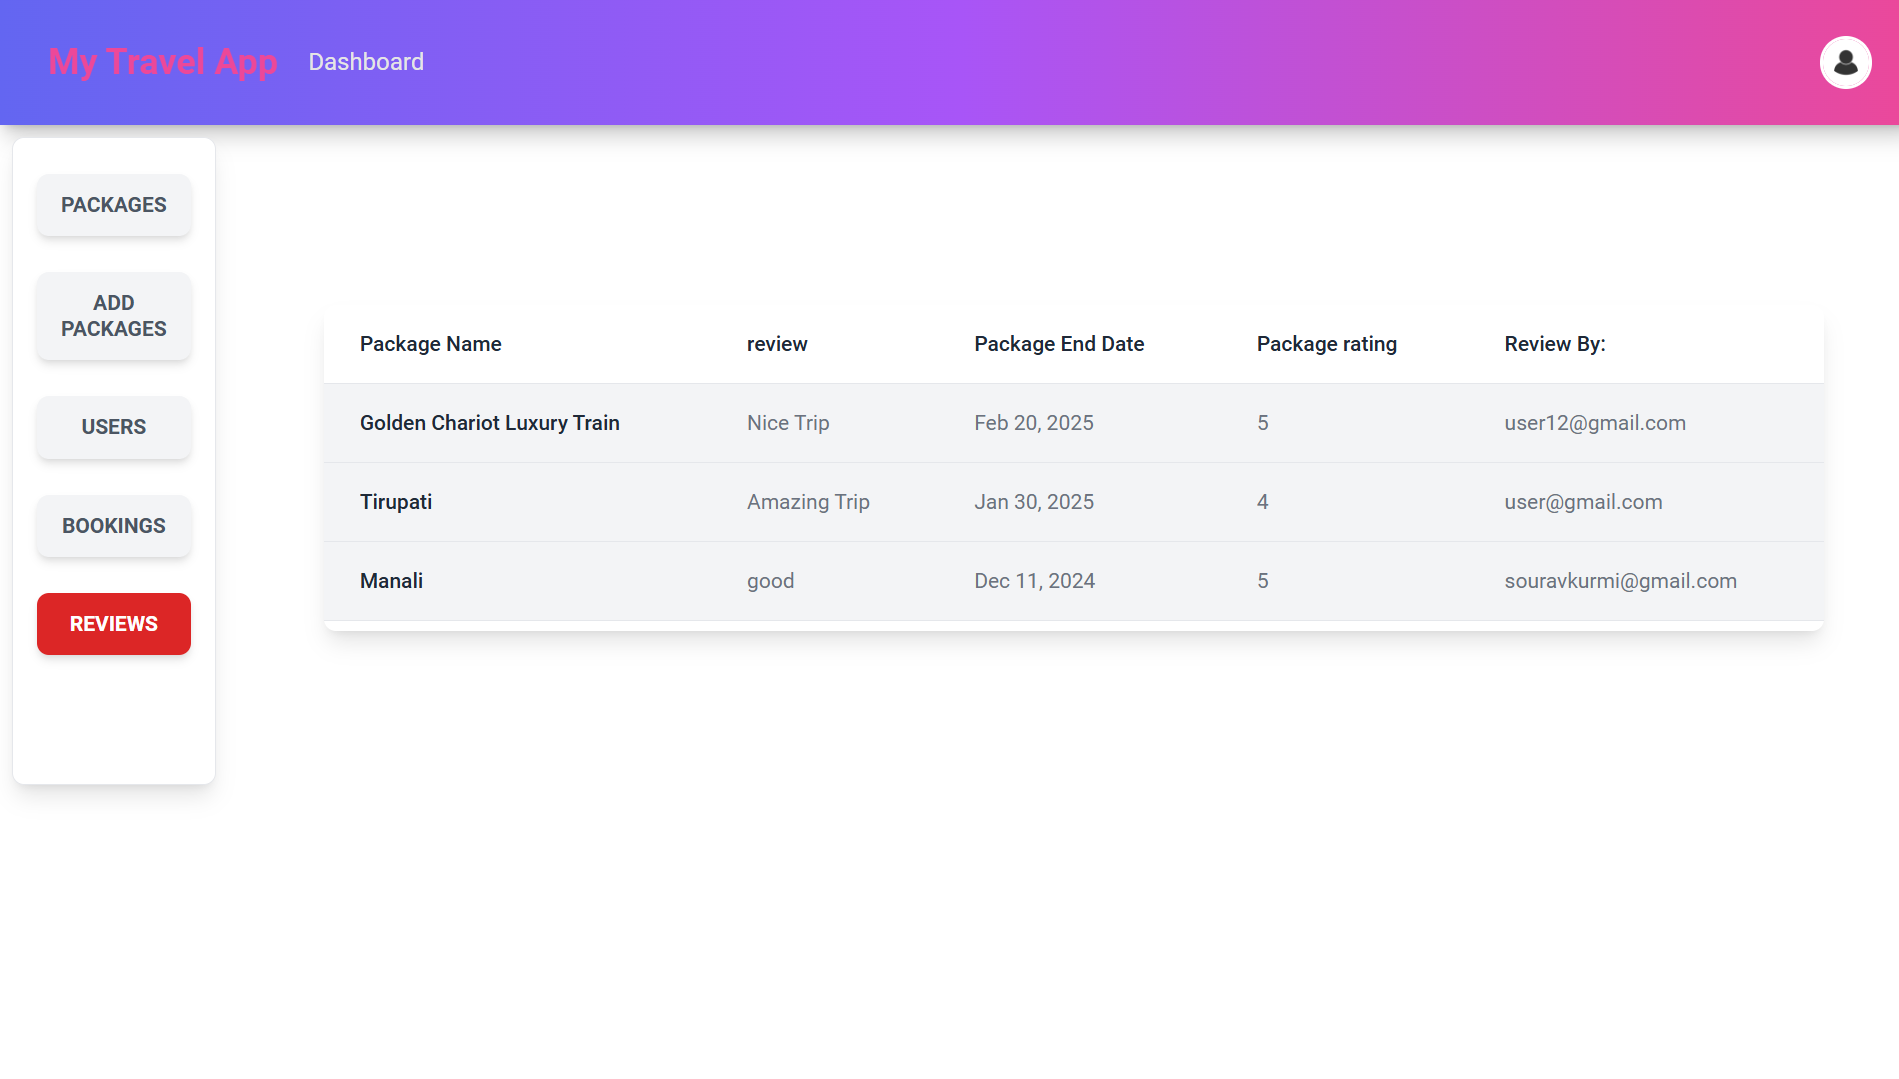 My Travel App Dashboard
PACKAGES
ADD
PACKAGES
USERS
BOOKINGS
REVIEWS
Package Name review Package End Date Package rating Review By:
Golden Chariot Luxury Train Nice Trip Feb 20, 2025 5 user12@gmail.com
Tirupati Amazing Trip Jan 30, 2025 4 user@gmail.com
Manali good Dec 11, 2024 5 souravkurmi@gmail.com